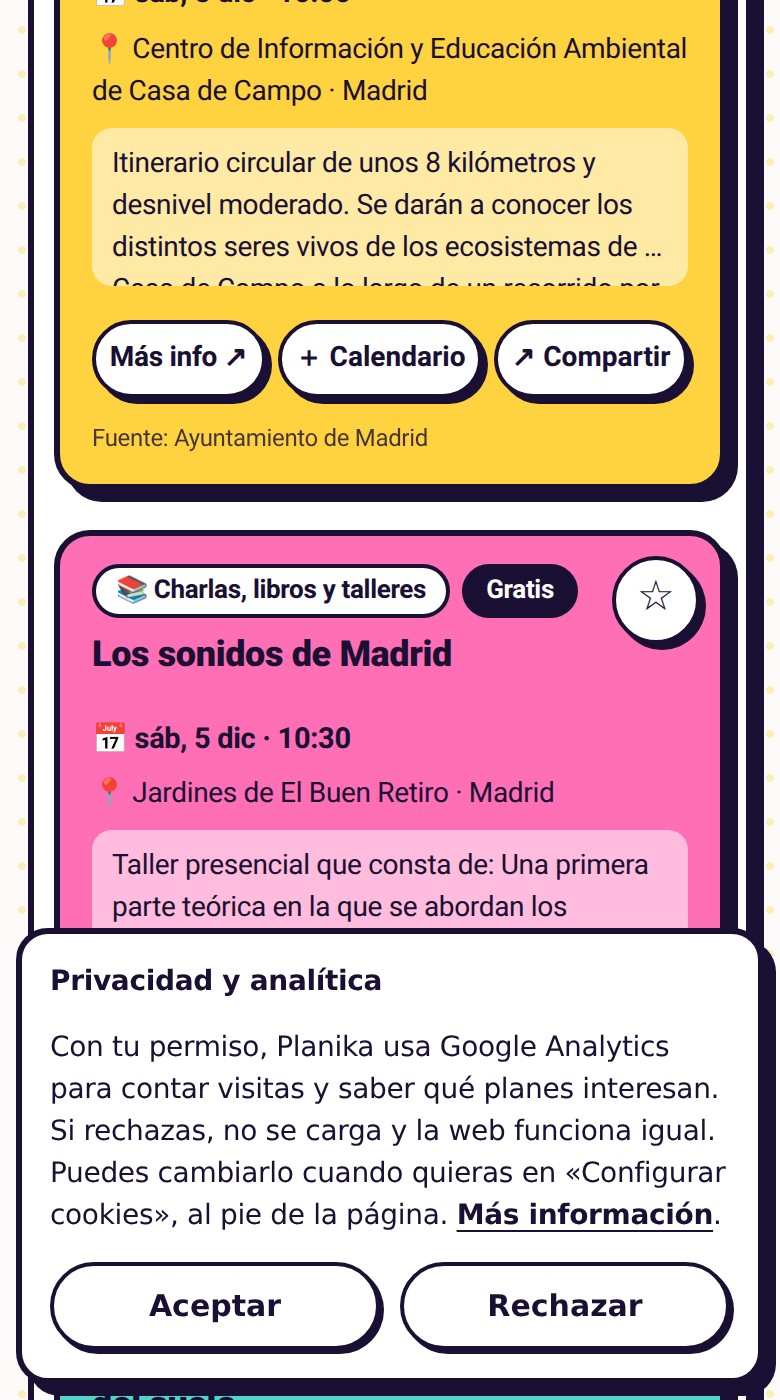 Centro de Información y Educación Ambiental
de Casa de Campo · Madrid
Itinerario circular de unos 8 kilómetros y
desnivel moderado. Se darán a conocer los
distintos seres vivos de los ecosistemas de ...
Más info ↗ + Calendario ↗ Compartir
Fuente: Ayuntamiento de Madrid
Charlas, libros y talleres Gratis ☆
Los sonidos de Madrid
sáb, 5 dic · 10:30
Jardines de El Buen Retiro · Madrid
Taller presencial que consta de: Una primera
parte teórica en la que se abordan los
Privacidad y analítica
Con tu permiso, Planika usa Google Analytics
para contar visitas y saber qué planes interesan.
Si rechazas, no se carga y la web funciona igual.
Puedes cambiarlo cuando quieras en «Configurar
cookies», al pie de la página. Más información.
Aceptar Rechazar